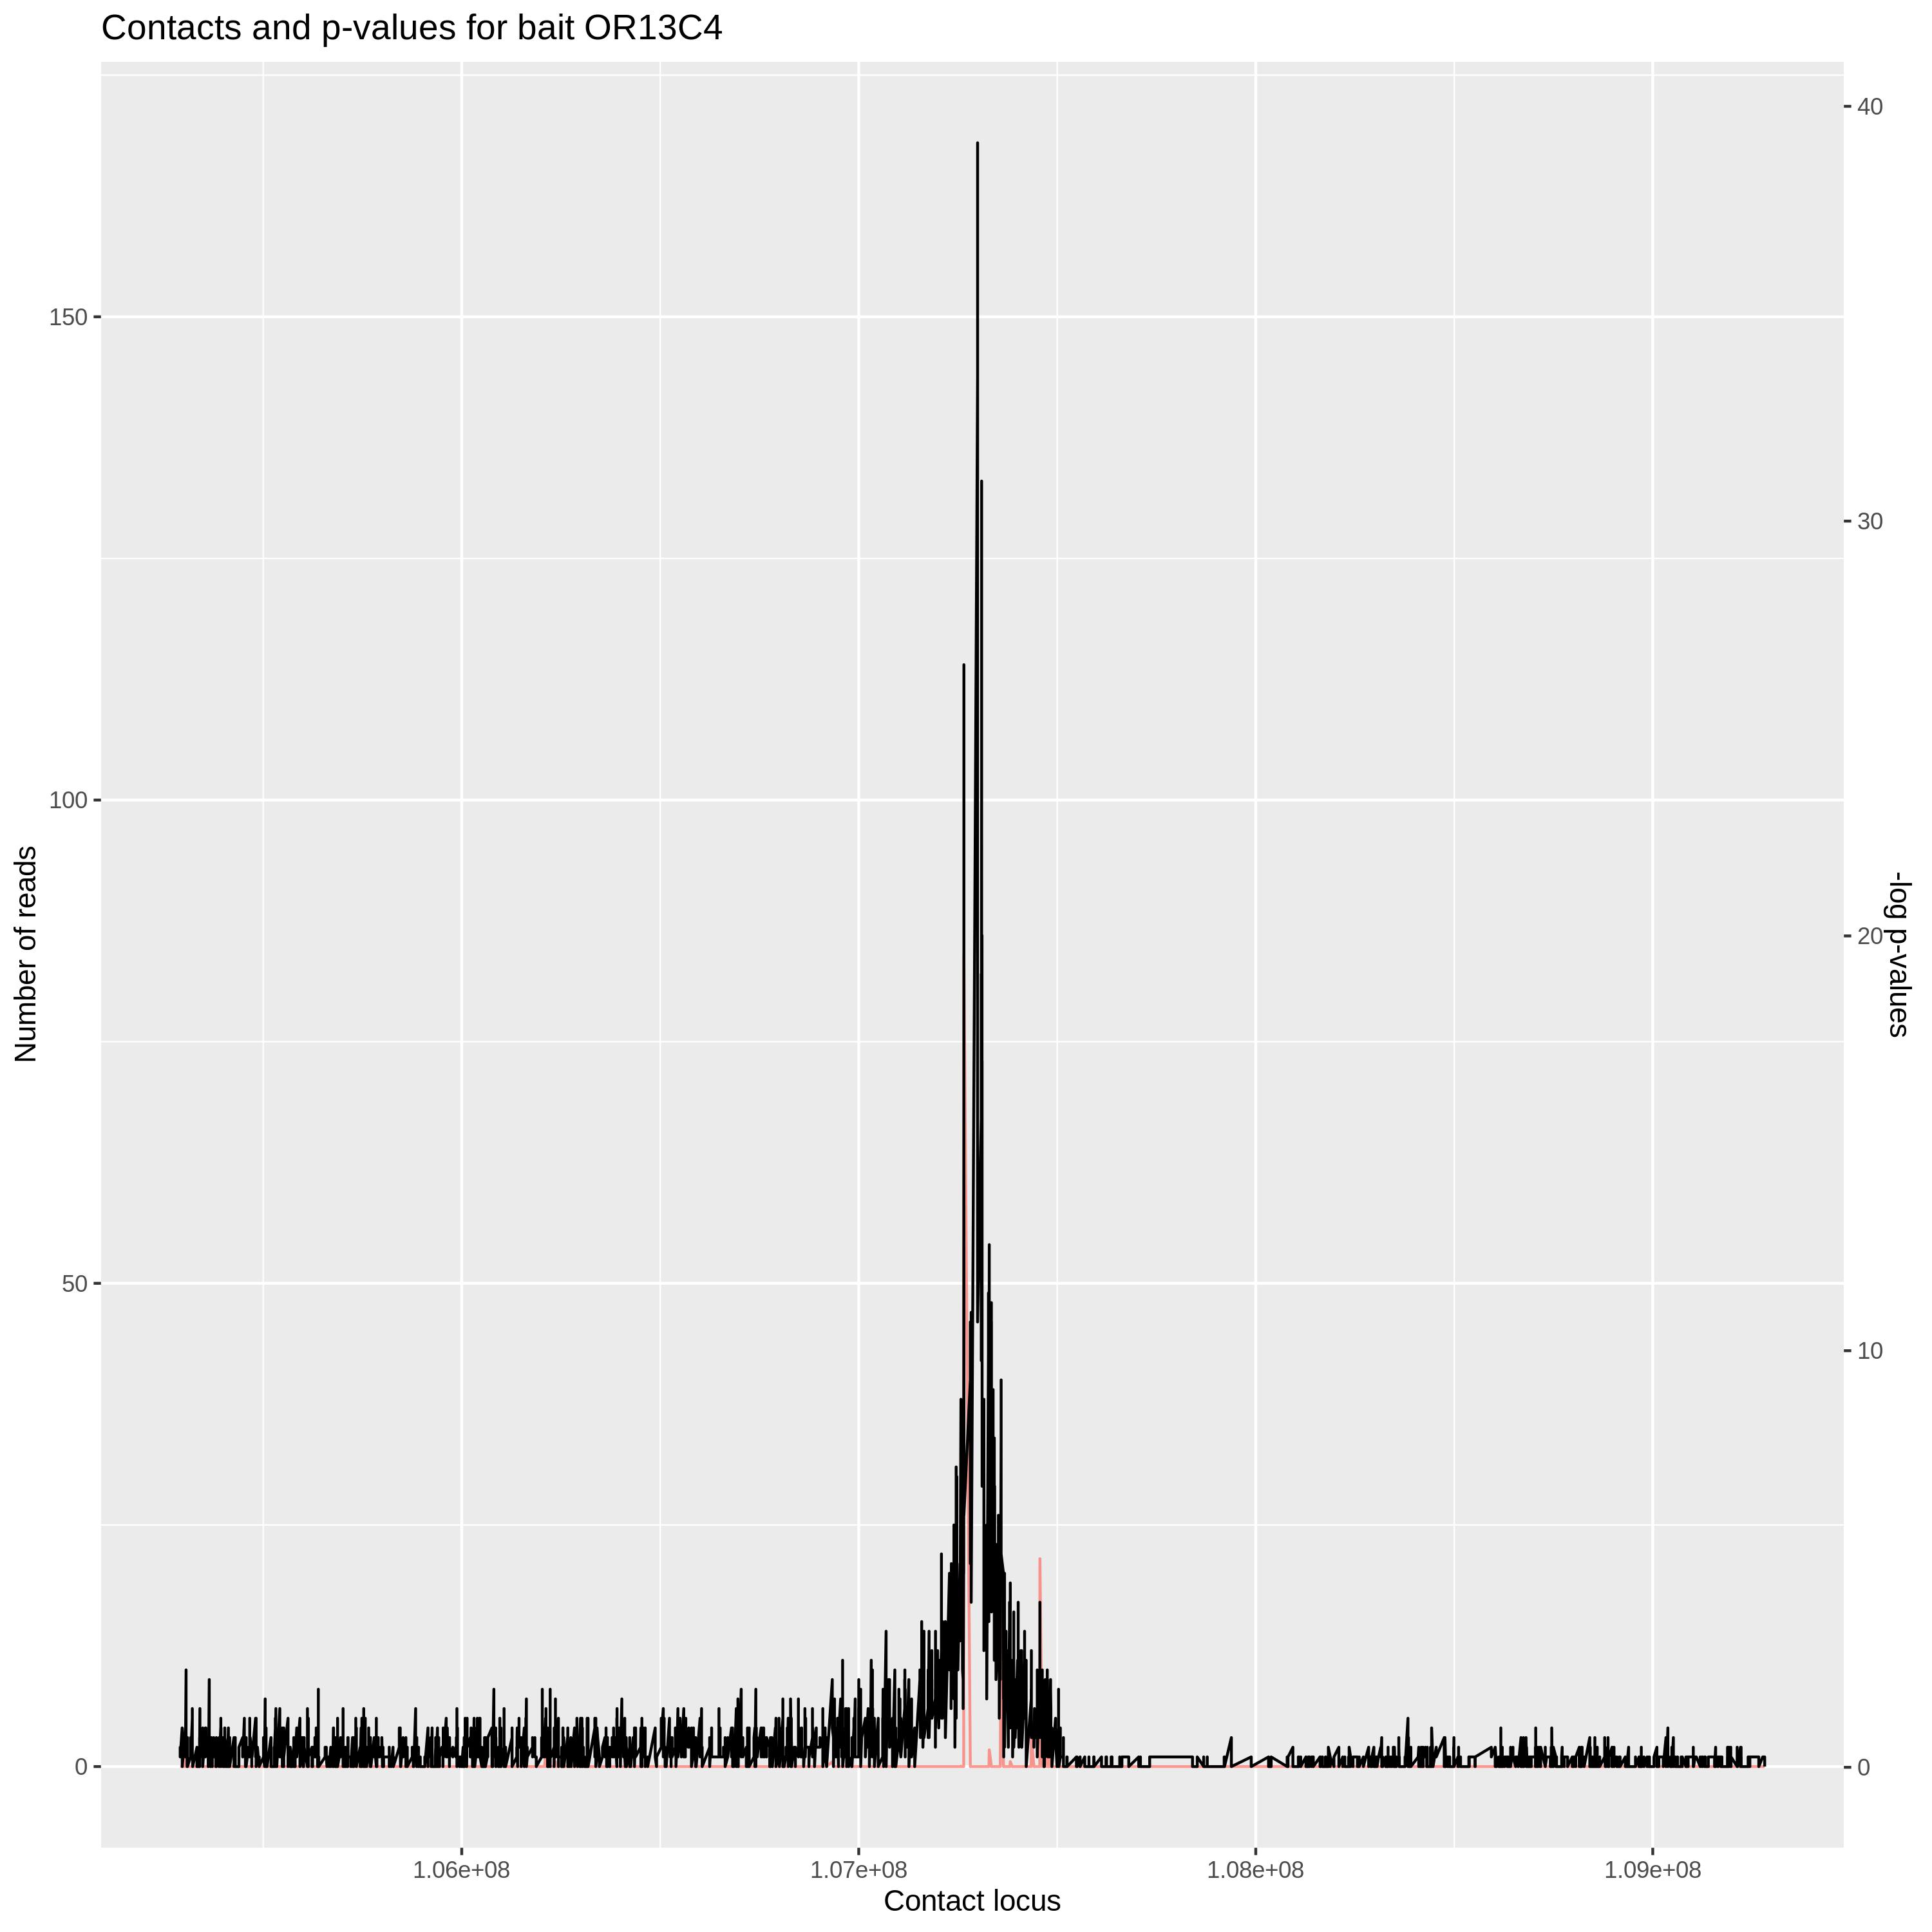 Contacts and p-values for bait OR13C4
150
100
50
0
Number of reads
40
30
20
10
0
-log p-values
1.06e+08
1.07e+08
1.08e+08
1.09e+08
Contact locus